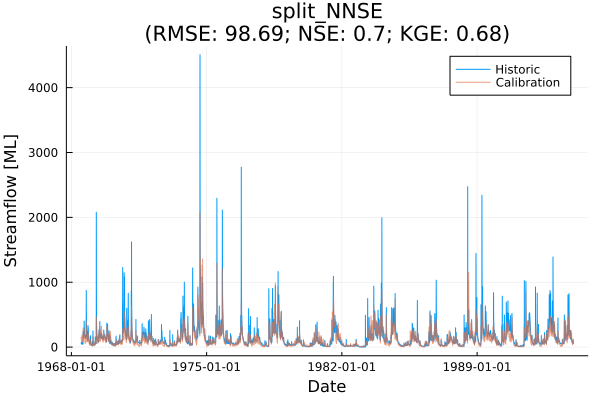 split_NNSE
(RMSE: 98.69; NSE: 0.7; KGE: 0.68)
Historic
Calibration
Streamflow [ML]
4000
3000
2000
1000
0
1968-01-01
1975-01-01
1982-01-01
1989-01-01
Date